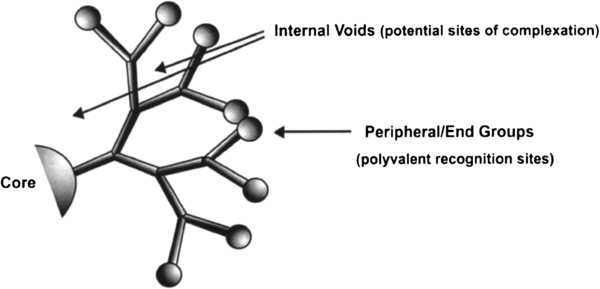 Internal Voids (potential sites of complexation)
Peripheral/End Groups
(polyvalent recognition sites)
Core